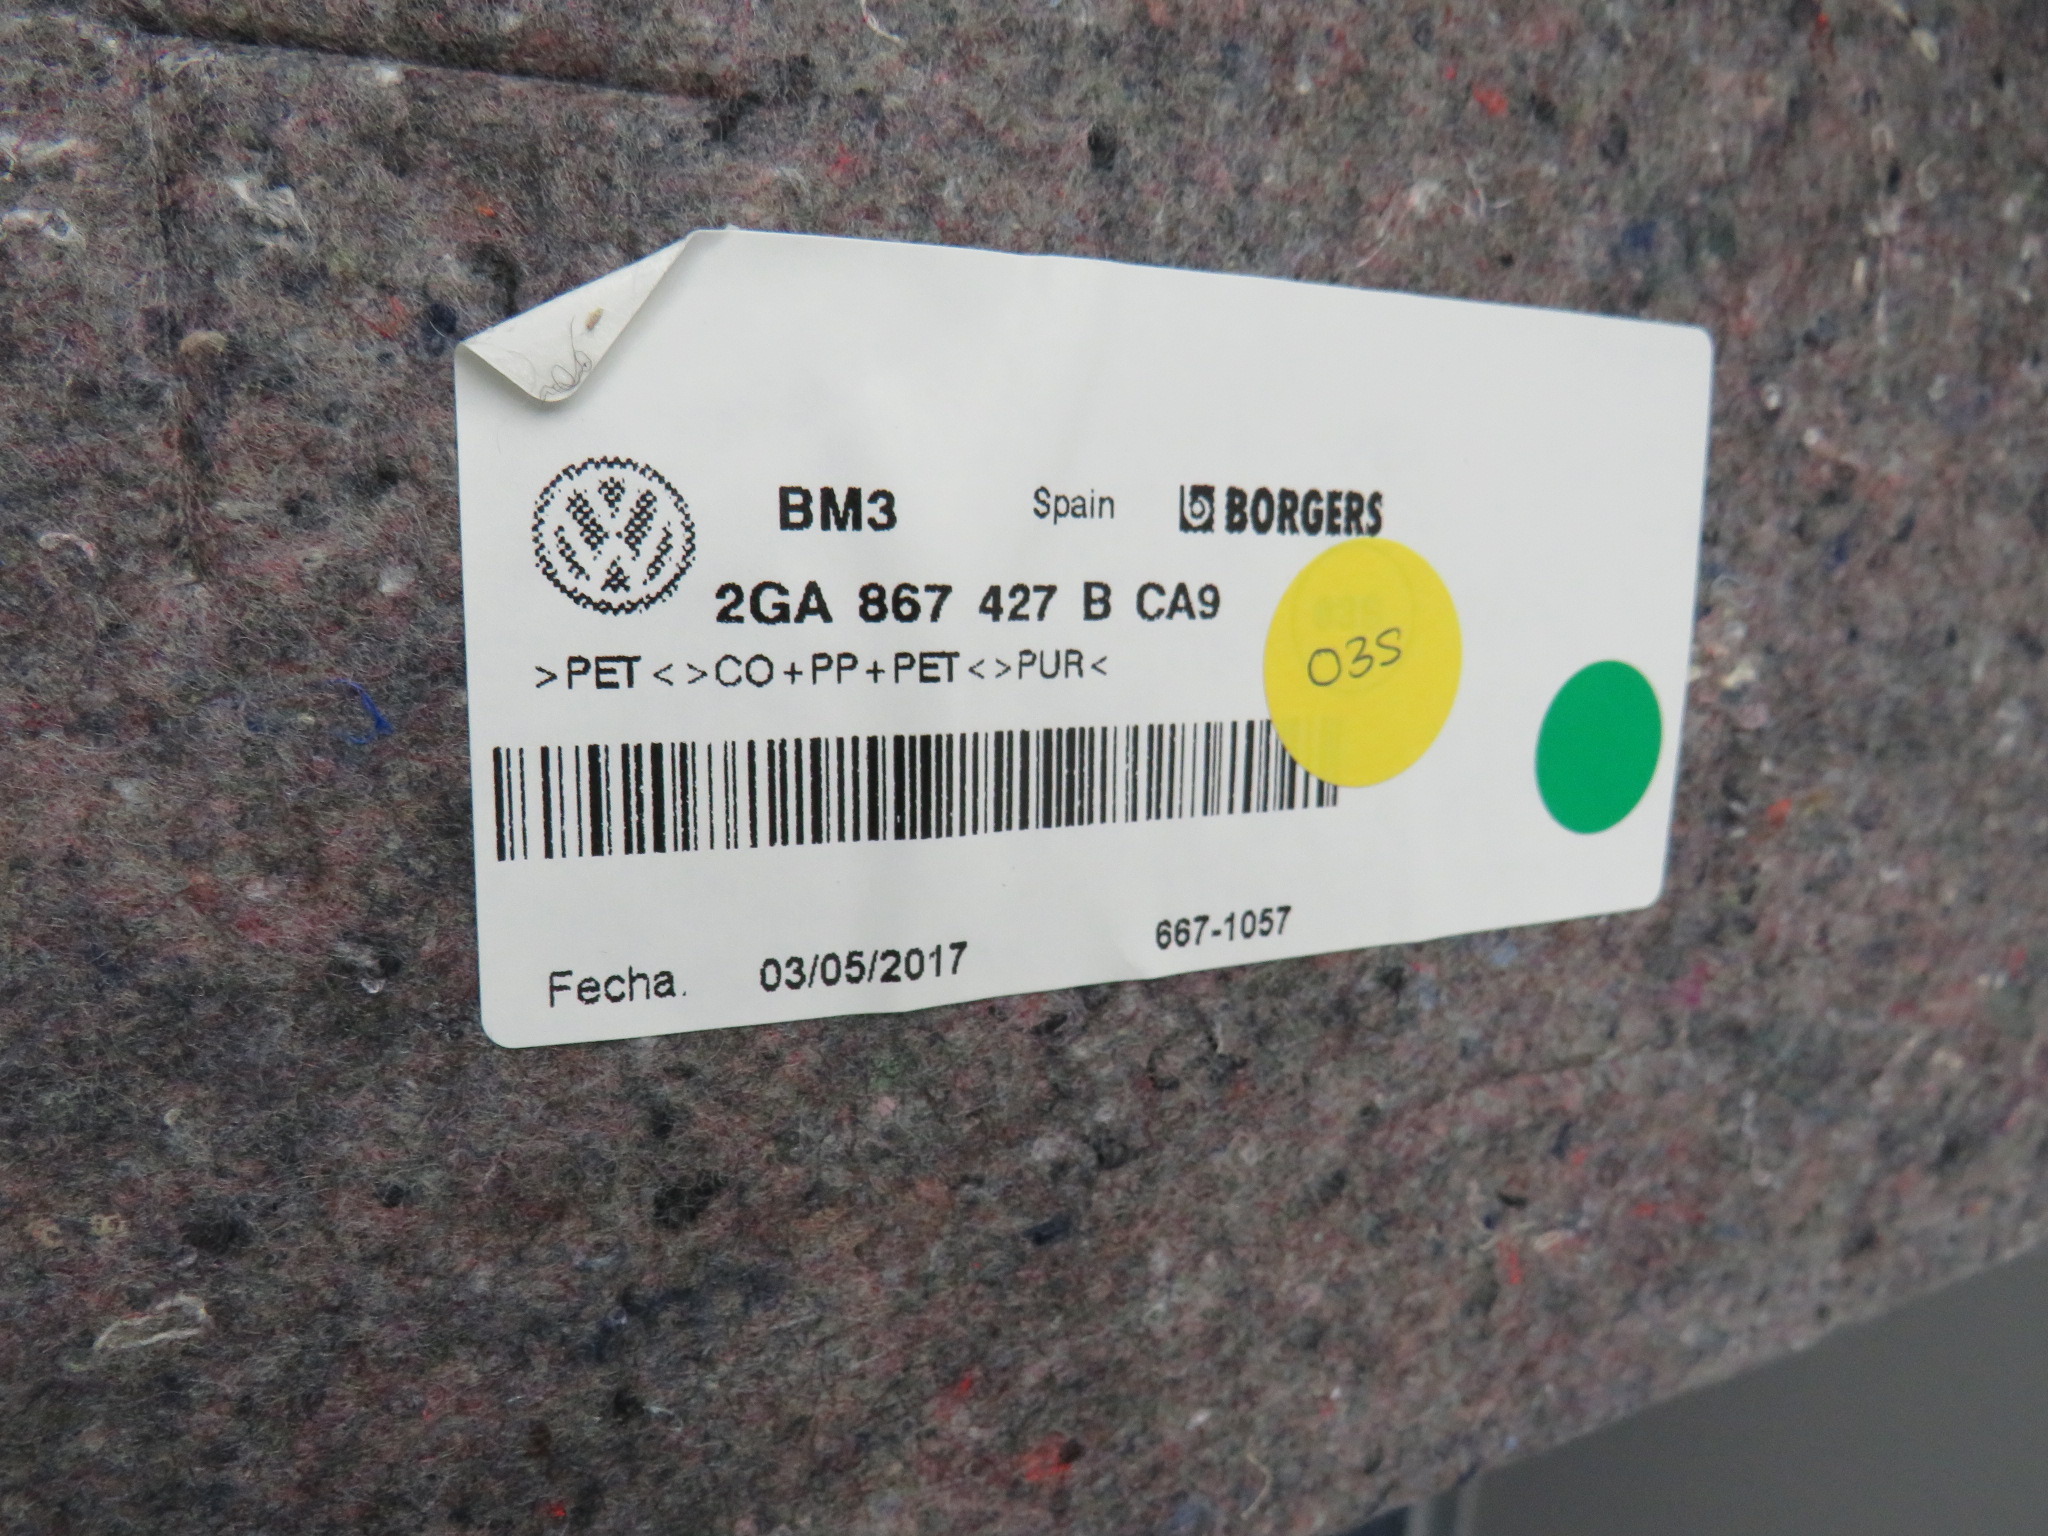 BM3 Spain BORGERS
2GA 867 427 B CA9
>PET< >CO+PP+PET< >PUR<
03S
Fecha. 03/05/2017 667-1057